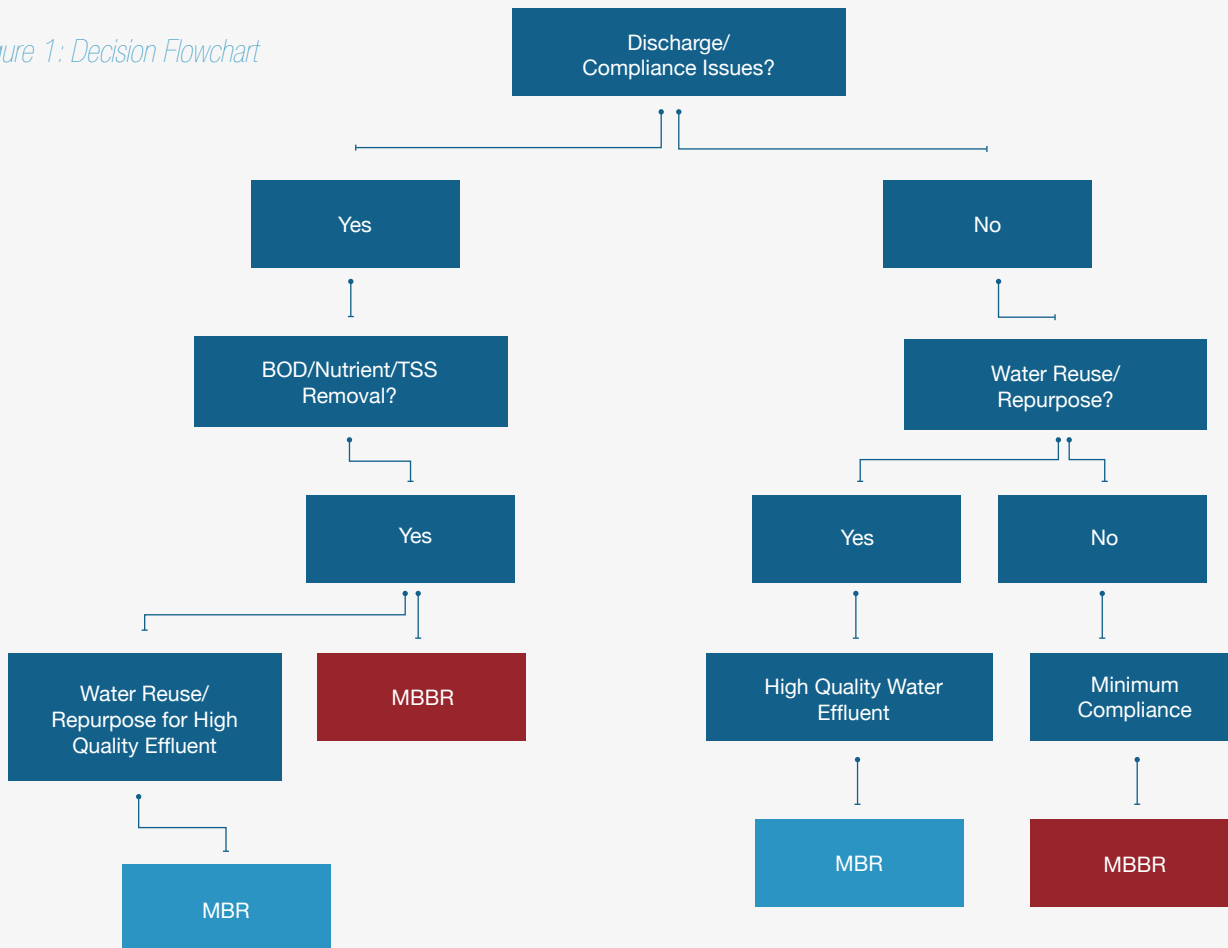 gure 1: Decision Flowchart
Discharge/
Compliance Issues?
Yes
No
BOD/Nutrient/TSS
Removal?
Water Reuse/
Repurpose?
Yes
Yes
No
Water Reuse/
Repurpose for High
Quality Effluent
MBBR
High Quality Water
Effluent
Minimum
Compliance
MBR
MBR
MBBR